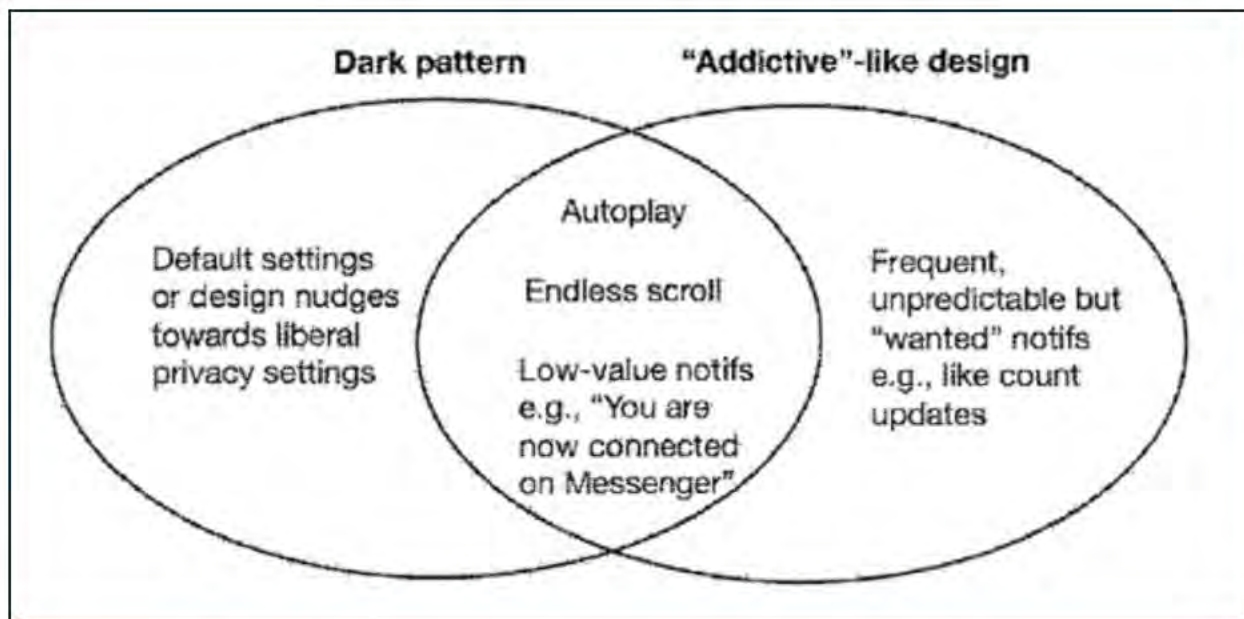 Dark pattern
"Addictive"-like design
Default settings
or design nudges
towards liberal
privacy settings
Autoplay
Endless scroll
Low-value notifs
e.g., "You are
now connected
on Messenger"
Frequent,
unpredictable but
"wanted" notifs
e.g., like count
updates